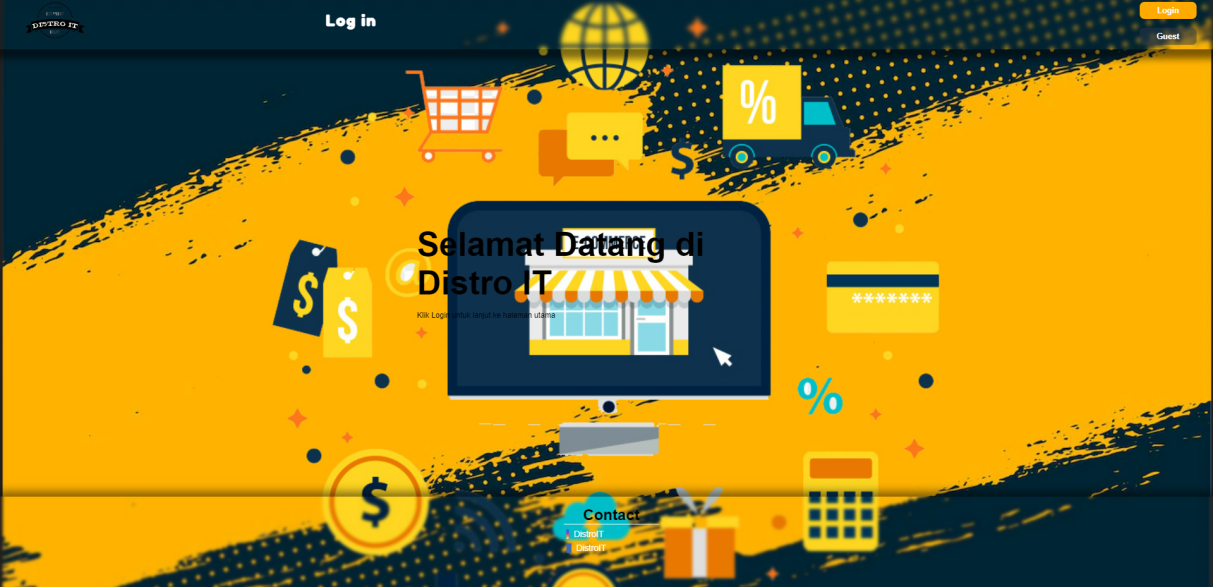 DISTRO IT
Log in
Login
Guest
%
$
E-COMMERCE
Selamat Datang di
Distro IT
Klik Login untuk lanjut ke halaman utama
$
$
@
*******
%
$
Contact
DistroIT
DistroIT